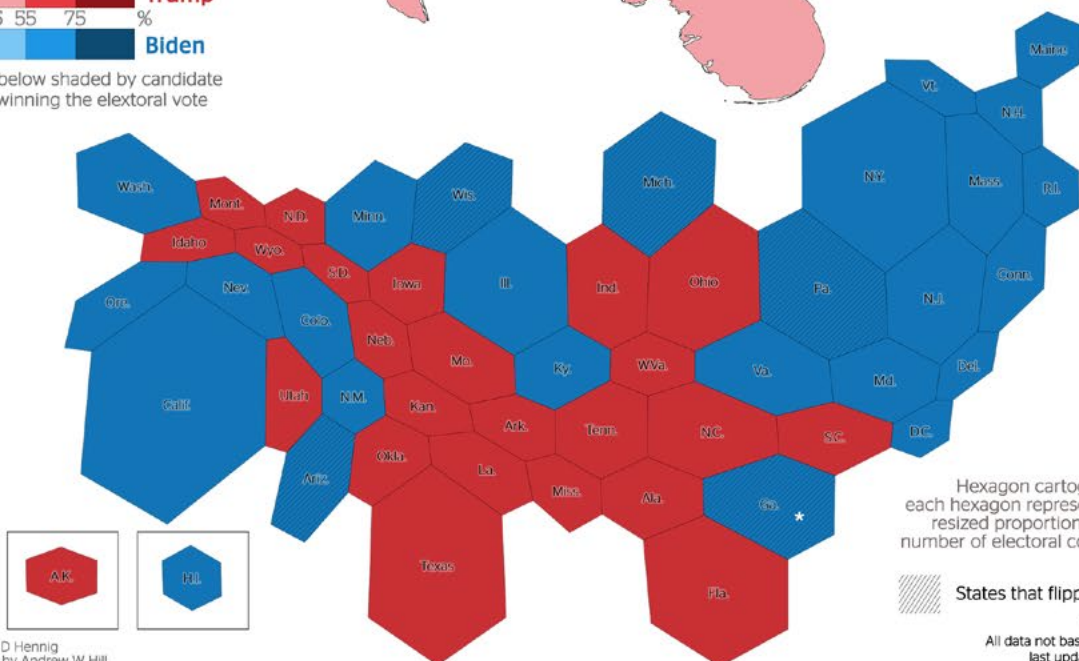 Trump
55 75 %
Biden
below shaded by candidate
winning the elextoral vote
Maine
Vt.
N.H.
Wash.
Mont.
N.D.
Minn.
Wis.
Mich.
N.Y.
Mass.
R.I.
Idaho
Wyo.
S.D.
Iowa
Ill.
Ind.
Ohio
Pa.
N.J.
Conn.
Ore.
Nev.
Colo.
Neb.
Mo.
Ky.
W.Va.
Va.
Md.
Del.
Calif.
Utah
N.M.
Kan.
Ark.
Tenn.
N.C.
S.C.
D.C.
Ariz.
Okla.
La.
Miss.
Ala.
Ga.
*
Texas
Fla.
A.K.
H.I.
Hexagon carto
each hexagon repres
resized proportion
number of electoral c
States that flipp
All data not bas
last upd
D Hennig
by Andrew W Hill